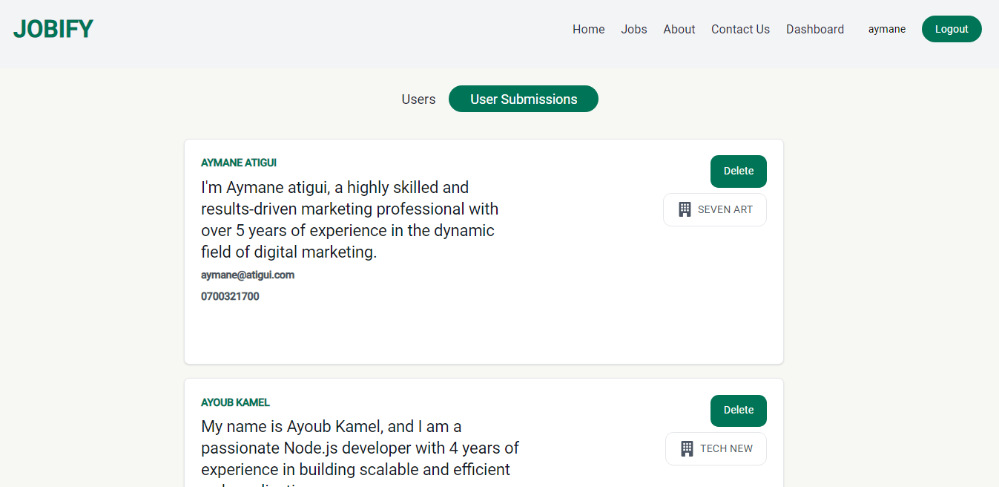 JOBIFY
Home Jobs About Contact Us Dashboard aymane Logout
Users User Submissions
AYMANE ATIGUI
Delete
I'm Aymane atigui, a highly skilled and
results-driven marketing professional with
over 5 years of experience in the dynamic
field of digital marketing.
SEVEN ART
aymane@atigui.com
0700321700
AYOUB KAMEL
Delete
My name is Ayoub Kamel, and I am a
passionate Node.js developer with 4 years of
experience in building scalable and efficient
TECH NEW